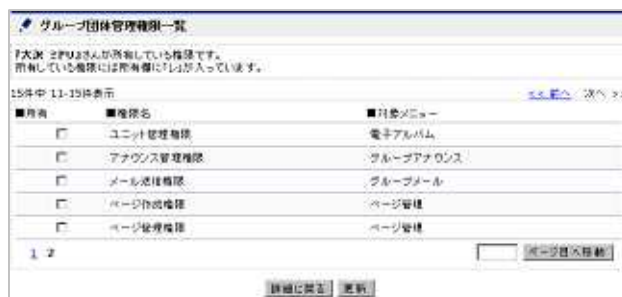 グループ団体管理権限一覧
『大沢 さんが所有している権限です。
所有している権限には所有欄に「レ」が入っています。
15件中 11-15件表示 << 前へ 次へ >>
■所有 ■権限名 ■対象メニュー
ユニット管理権限 電子アルバム
アナウンス管理権限 グループアナウンス
メール送信権限 グループメール
ページ作成権限 ページ管理
ページ管理権限 ページ管理
1 2 ページ目へ移動
詳細に戻る 更新